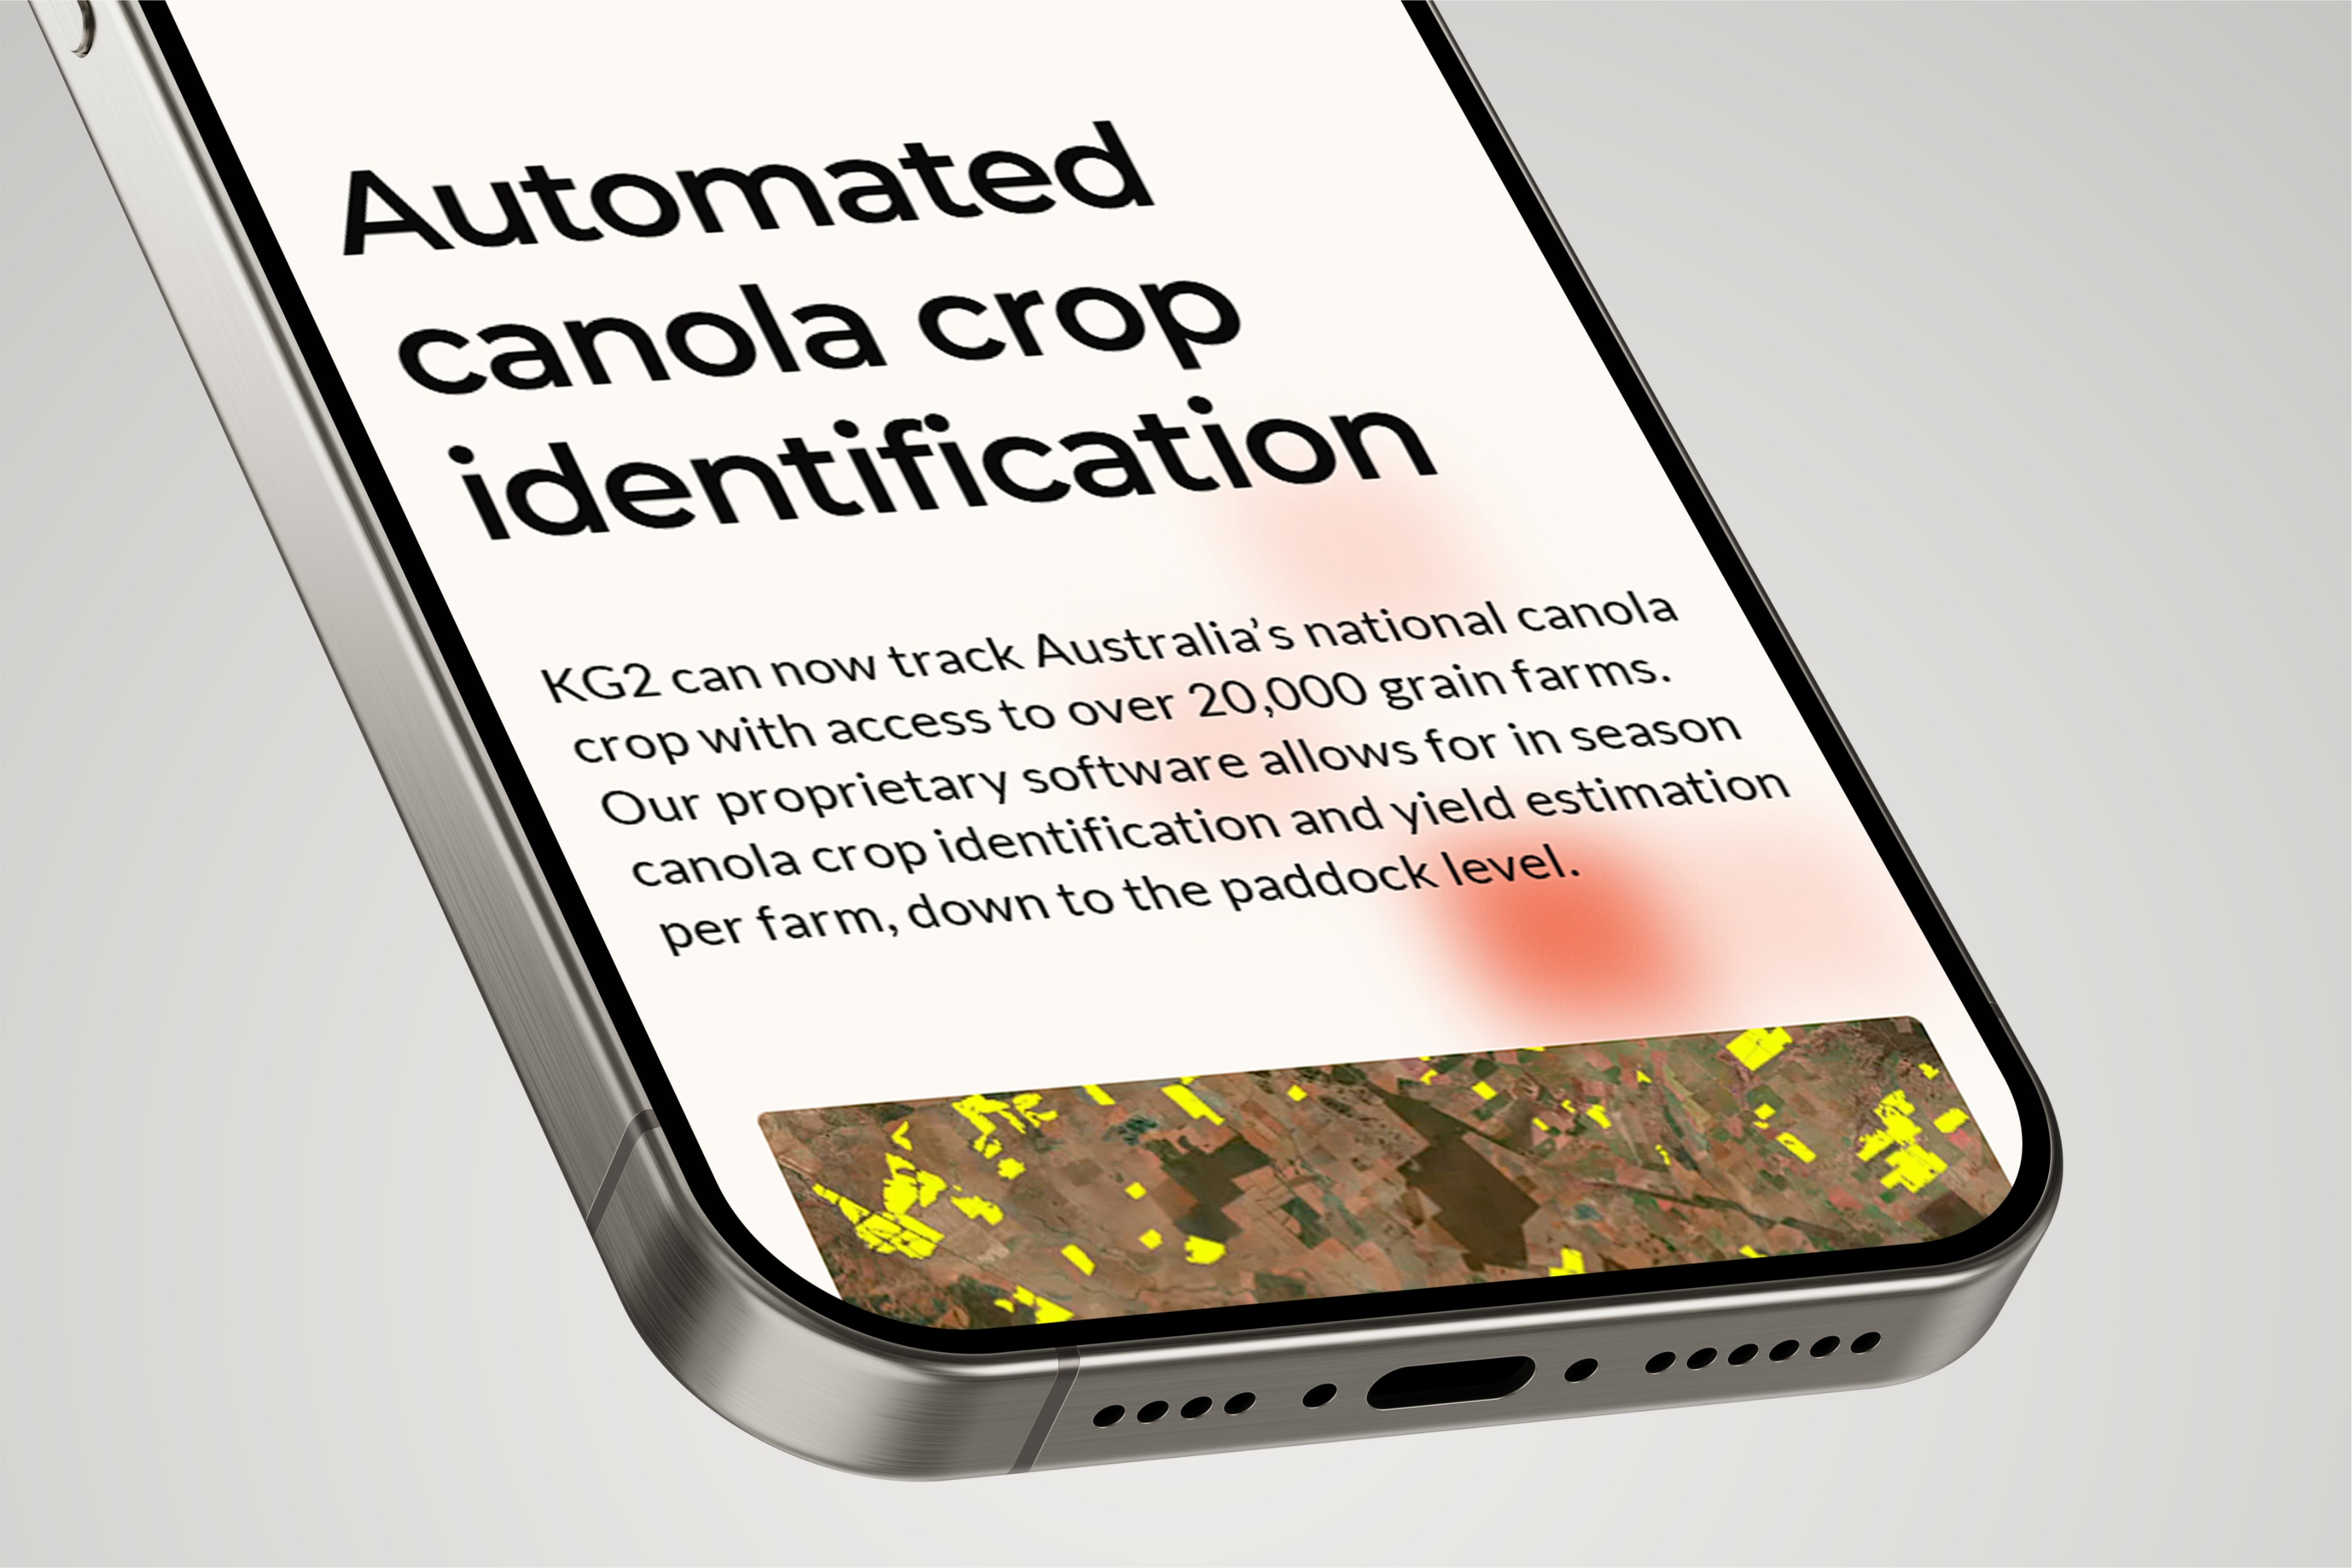 Automated
canola crop
identification
KG2 can now track Australia’s national canola
crop with access to over 20,000 grain farms.
Our proprietary software allows for in season
canola crop identification and yield estimation
per farm, down to the paddock level.